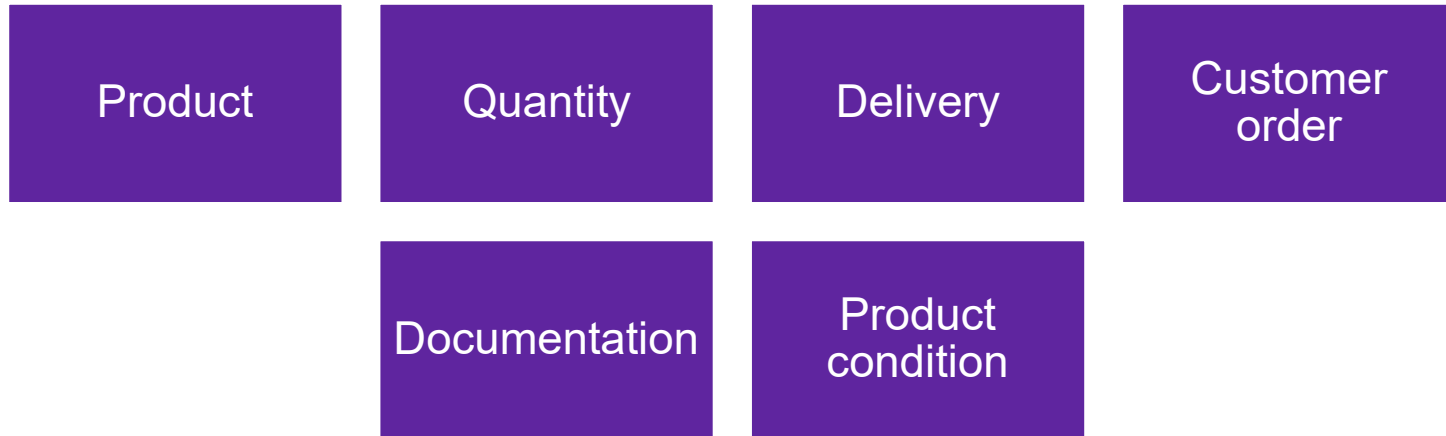 Product
Quantity
Delivery
Customer
order
Documentation
Product
condition